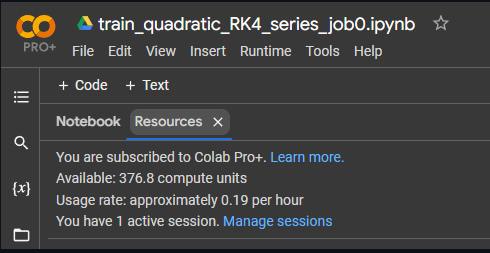 CO
PRO+
train_quadratic_RK4_series_job0.ipynb
File Edit View Insert Runtime Tools Help
+ Code + Text
Notebook Resources
You are subscribed to Colab Pro+. Learn more.
{x}
Available: 376.8 compute units
Usage rate: approximately 0.19 per hour
You have 1 active session. Manage sessions